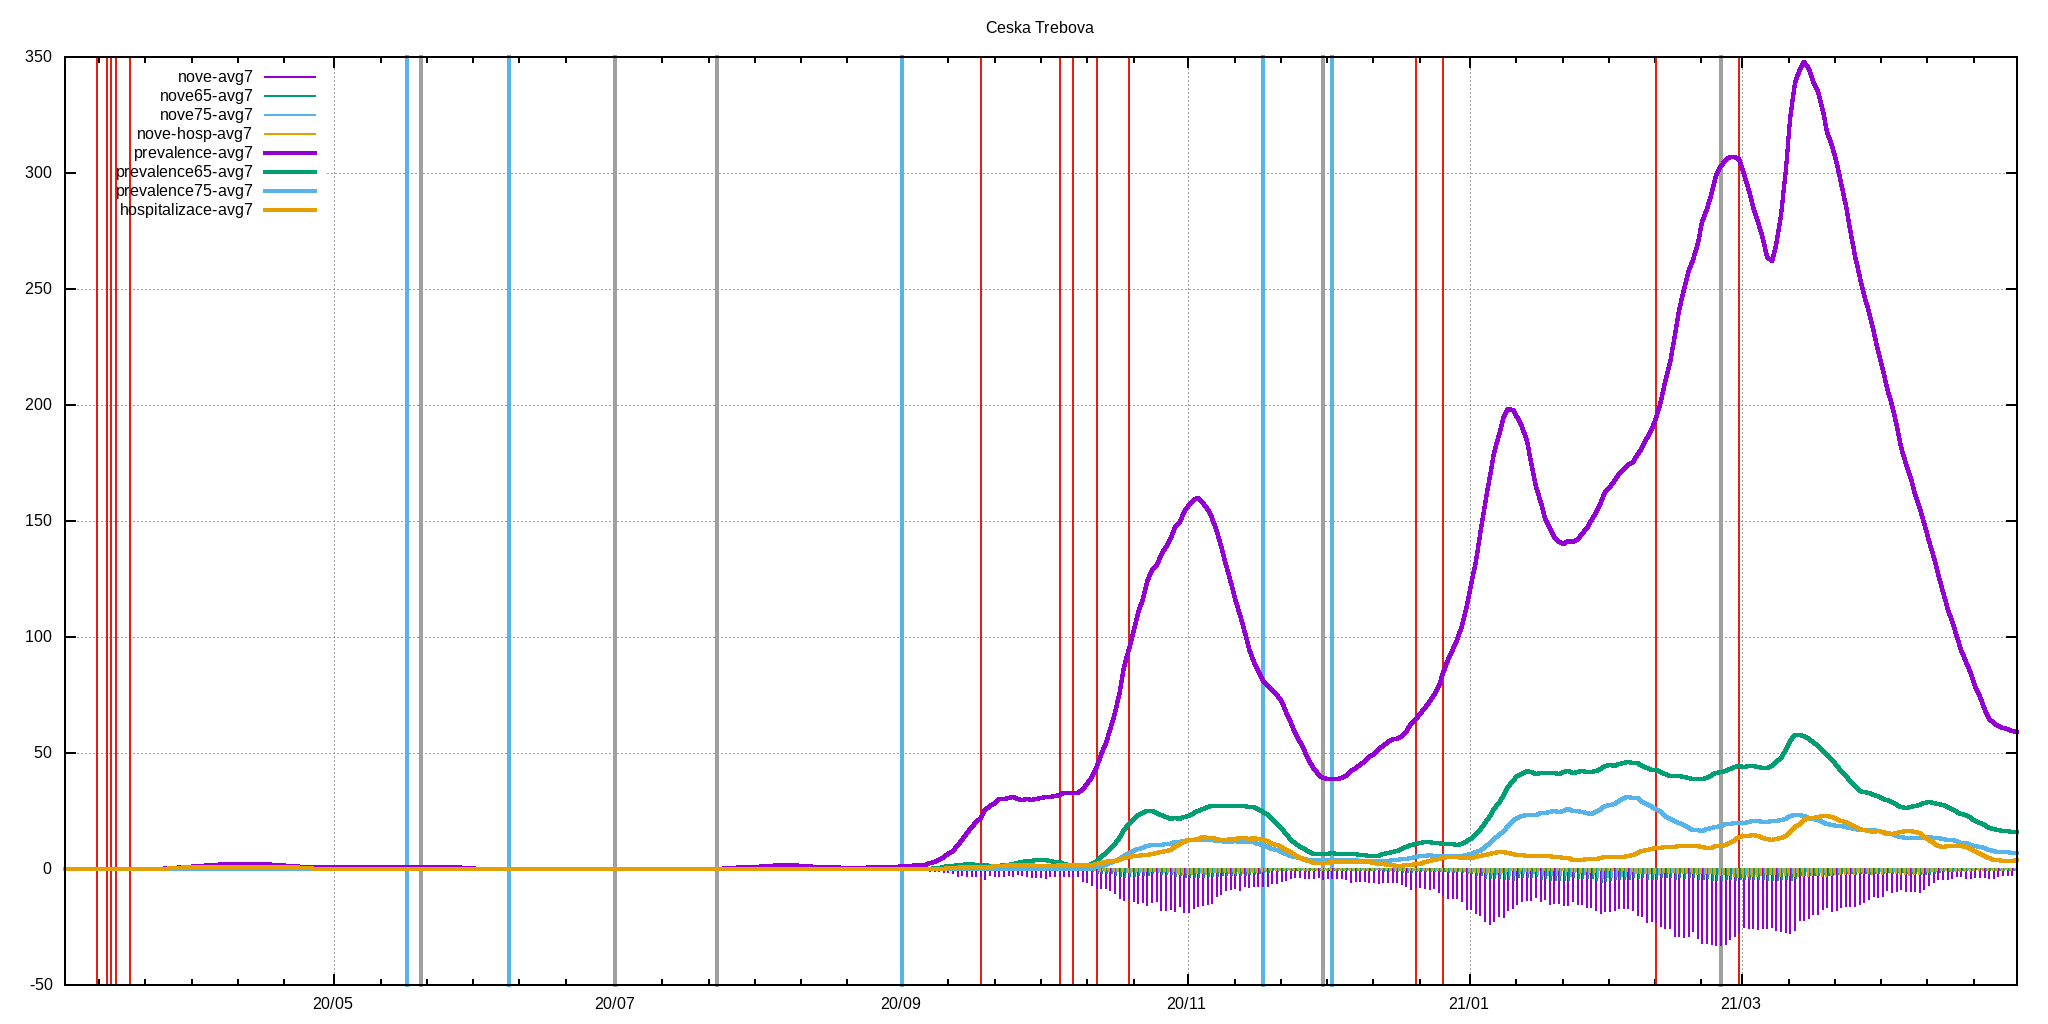 Ceska Trebova
350
300
250
200
150
100
50
0
-50
nove-avg7
nove65-avg7
nove75-avg7
nove-hosp-avg7
prevalence-avg7
prevalence65-avg7
prevalence75-avg7
hospitalizace-avg7
20/05
20/07
20/09
20/11
21/01
21/03